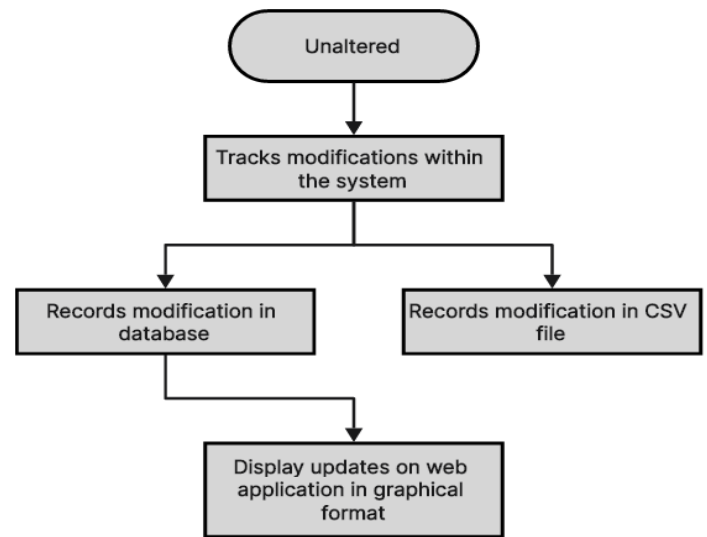 Unaltered
Tracks modifications within
the system
Records modification in
database
Records modification in CSV
file
Display updates on web
application in graphical
format